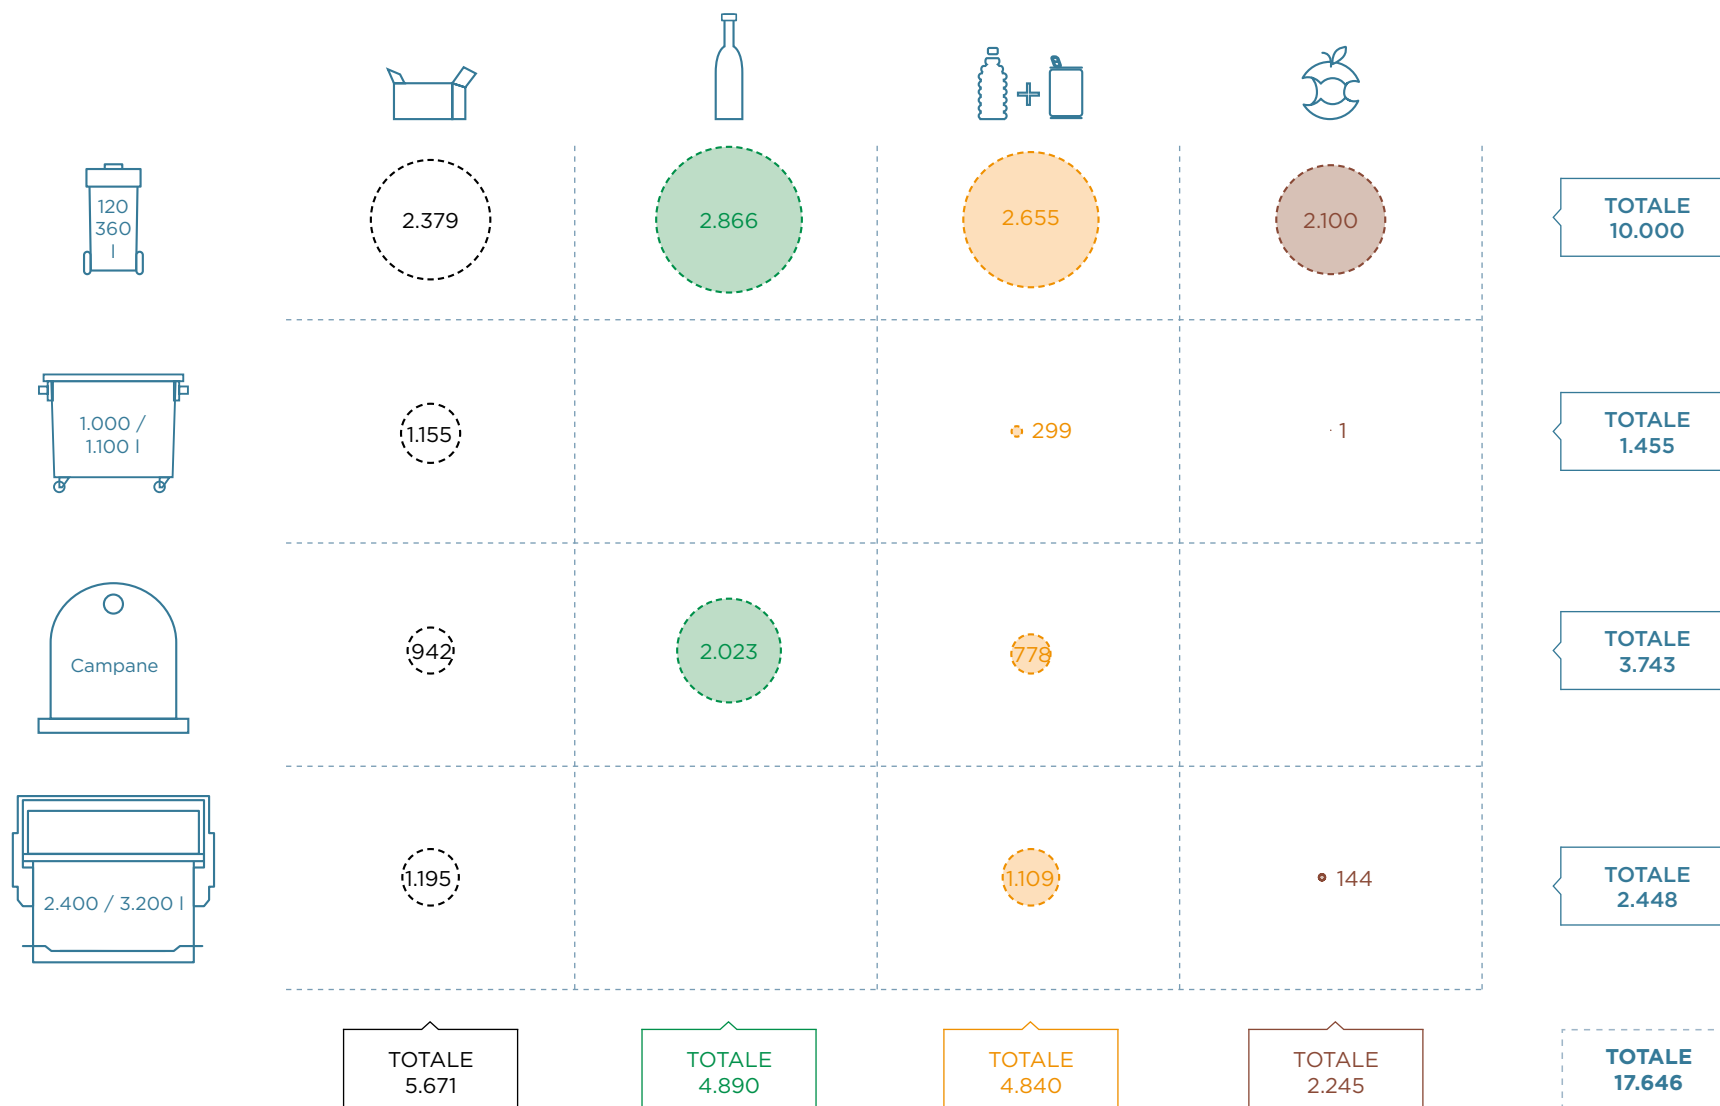 120
360
l
2.379
2.866
2.655
2.100
TOTALE
10.000
1.000 /
1.100 l
1.155
299
1
TOTALE
1.455
Campane
942
2.023
778
TOTALE
3.743
2.400 / 3.200 l
1.195
1.109
144
TOTALE
2.448
TOTALE
5.671
TOTALE
4.890
TOTALE
4.840
TOTALE
2.245
TOTALE
17.646